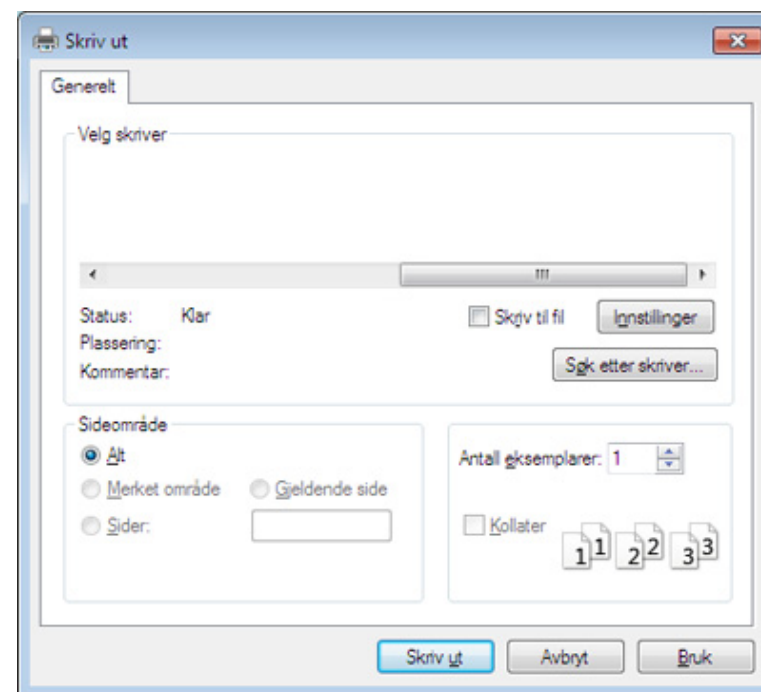 Skriv ut
Generelt
Velg skriver
Status: Klar
Skriv til fil
Innstillinger
Plassering:
Kommentar:
Søk etter skriver...
Sideområde
Alt
Merket område
Gjeldende side
Sider:
Antall eksemplarer: 1
Kollater
1 1 2 2 3 3
Skriv ut
Avbryt
Bruk